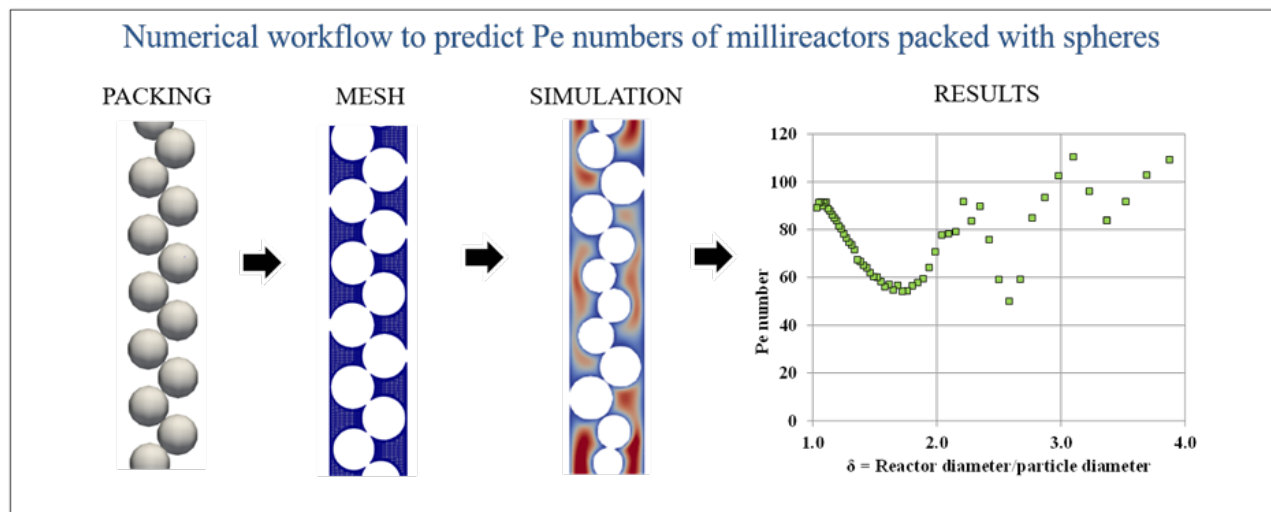 Numerical workflow to predict Pe numbers of millireactors packed with spheres
PACKING
MESH
SIMULATION
RESULTS
Pe number
120
100
80
60
40
20
0
1.0 2.0 3.0 4.0
δ = Reactor diameter/particle diameter